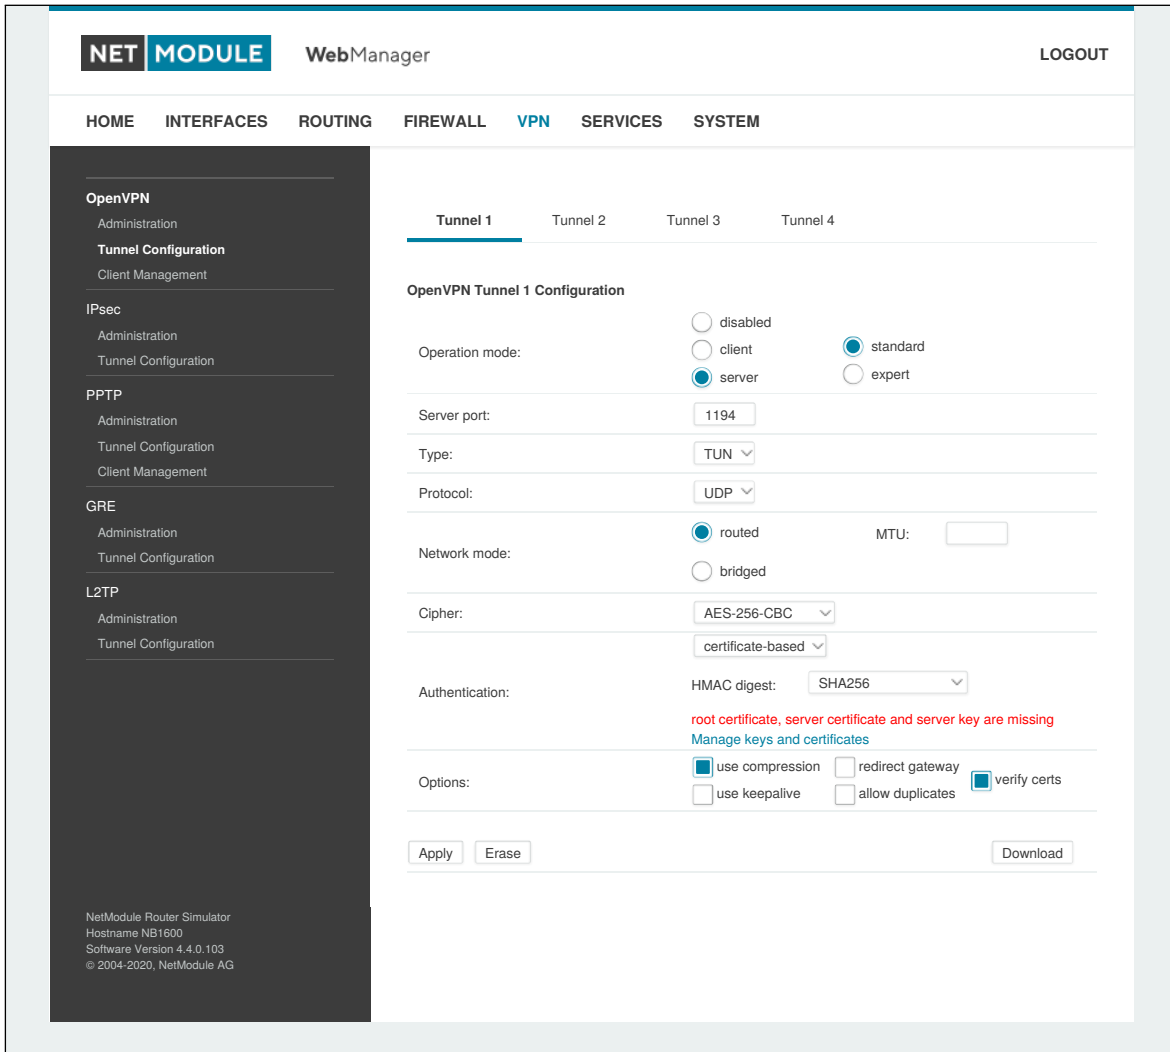 NET MODULE WebManager LOGOUT
HOME INTERFACES ROUTING FIREWALL VPN SERVICES SYSTEM
OpenVPN
Administration
Tunnel Configuration
Client Management
IPsec
Administration
Tunnel Configuration
PPTP
Administration
Tunnel Configuration
Client Management
GRE
Administration
Tunnel Configuration
L2TP
Administration
Tunnel Configuration
NetModule Router Simulator
Hostname NB1600
Software Version 4.4.0.103
© 2004-2020, NetModule AG
Tunnel 1 Tunnel 2 Tunnel 3 Tunnel 4
OpenVPN Tunnel 1 Configuration
Operation mode:
disabled
client
server
standard
expert
Server port: 1194
Type: TUN
Protocol: UDP
Network mode:
routed
bridged
MTU:
Cipher: AES-256-CBC
Authentication:
certificate-based
HMAC digest: SHA256
root certificate, server certificate and server key are missing
Manage keys and certificates
Options:
use compression redirect gateway
use keepalive allow duplicates
verify certs
Apply Erase Download